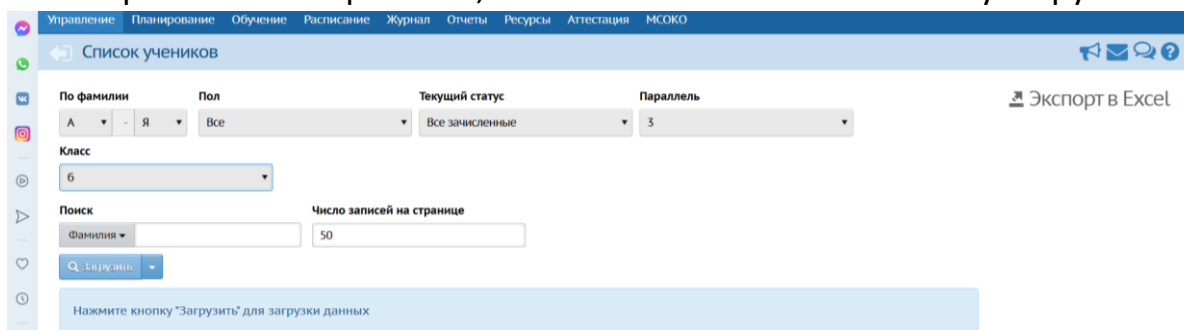 Управление Планирование Обучение Расписание Журнал Отчеты Ресурсы Аттестация МСОКО
Список учеников
По фамилии Пол Текущий статус Параллель
Экспорт в Excel
А - Я Все Все зачисленные 3
Класс
б
Поиск Число записей на странице
Фамилия 50
Загрузить
Нажмите кнопку "Загрузить" для загрузки данных